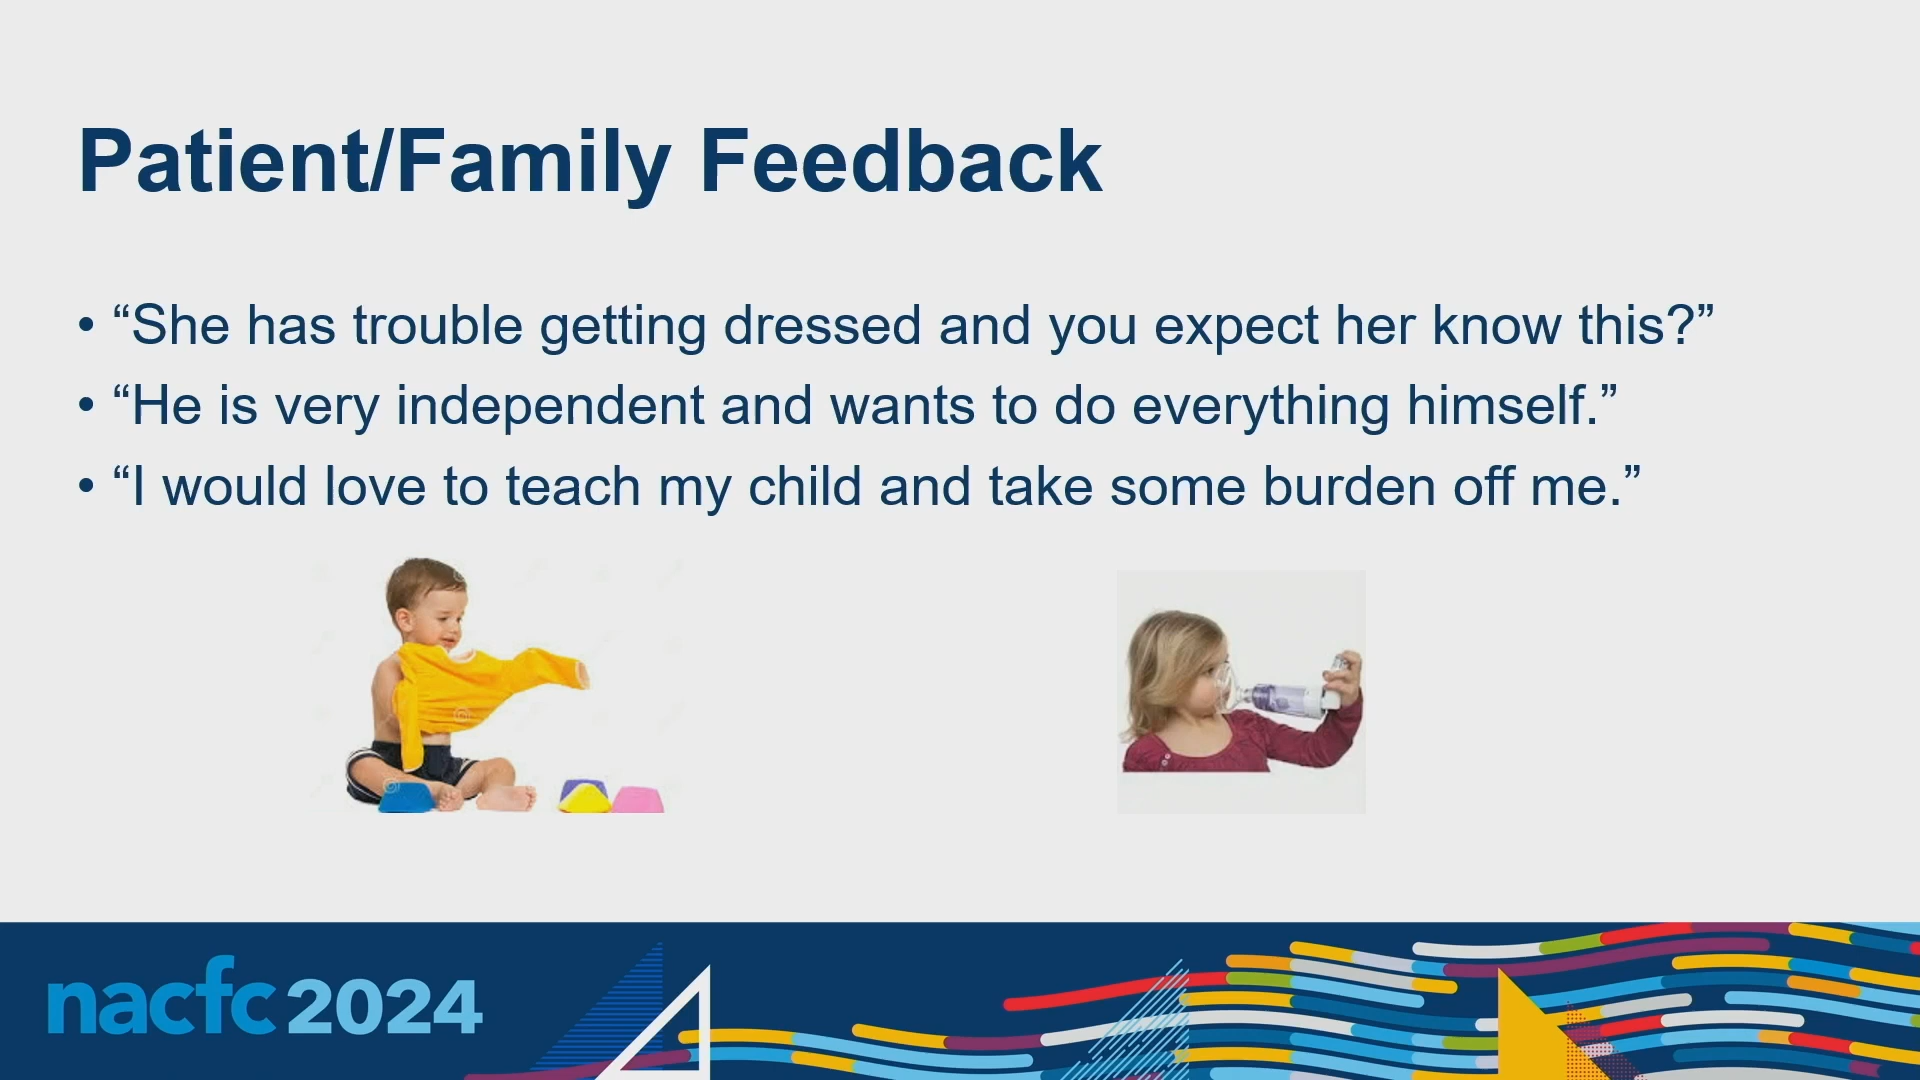 Patient/Family Feedback
• “She has trouble getting dressed and you expect her know this?”
• “He is very independent and wants to do everything himself.”
• “I would love to teach my child and take some burden off me.”
nacfc 2024